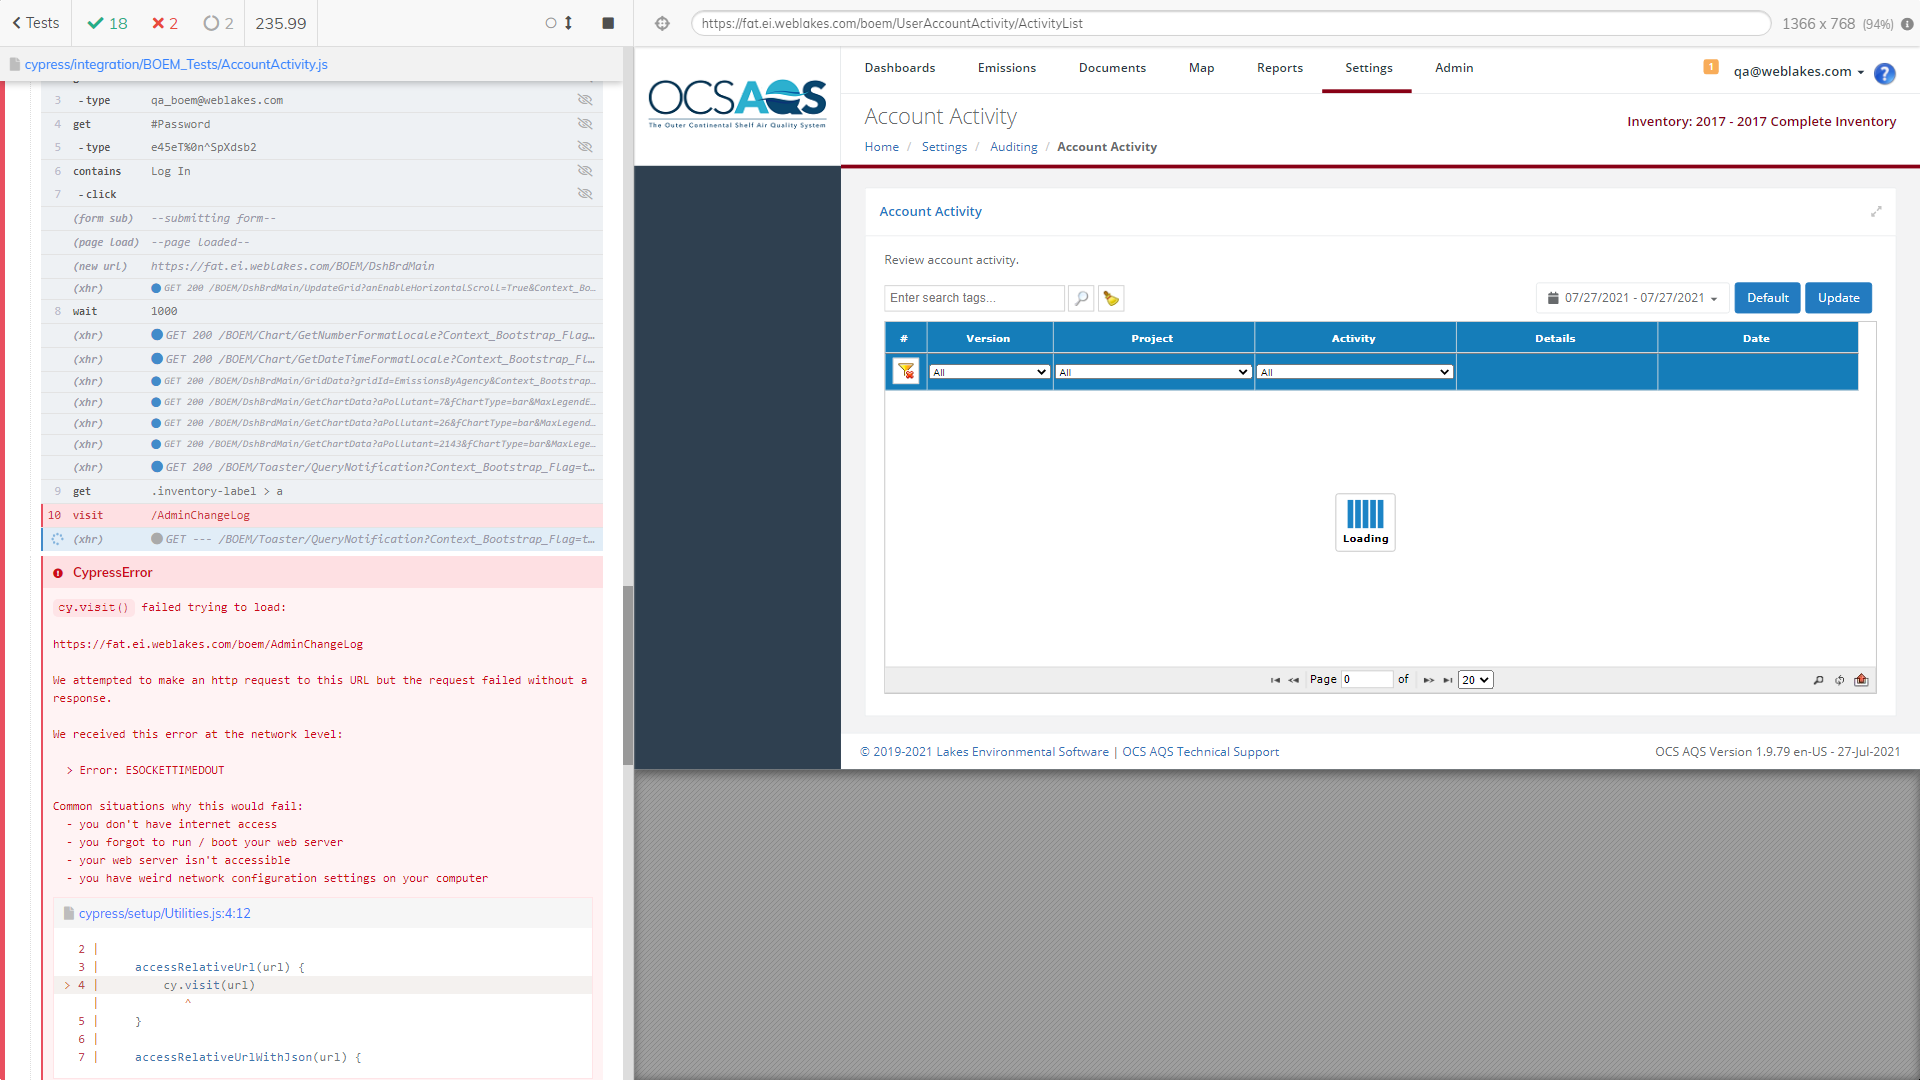 Tests
18
2
2
235.99
https://fat.ei.weblakes.com/boem/UserAccountActivity/ActivityList
1366 x 768 (94%)
cypress/integration/BOEM_Tests/AccountActivity.js
3 -type qa_boem@weblakes.com
4 get #Password
5 -type e45eT%0n^SpXdsb2
6 contains Log In
7 -click
(form sub) --submitting form--
(page load) --page loaded--
(new url) https://fat.ei.weblakes.com/BOEM/DshBrdMain
(xhr) GET 200 /BOEM/DshBrdMain/UpdateGrid?anEnableHorizontalScroll=True&Context_Bo...
8 wait 1000
(xhr) GET 200 /BOEM/Chart/GetNumberFormatLocale?Context_Bootstrap_Flag...
(xhr) GET 200 /BOEM/Chart/GetDateTimeFormatLocale?Context_Bootstrap_Fl...
(xhr) GET 200 /BOEM/DshBrdMain/GridData?gridId=EmissionsByAgency&Context_Bootstrap...
(xhr) GET 200 /BOEM/DshBrdMain/GetChartData?aPollutant=7&fChartType=bar&MaxLegendE...
(xhr) GET 200 /BOEM/DshBrdMain/GetChartData?aPollutant=26&fChartType=bar&MaxLegend...
(xhr) GET 200 /BOEM/DshBrdMain/GetChartData?aPollutant=2143&fChartType=bar&MaxLege...
(xhr) GET 200 /BOEM/Toaster/QueryNotification?Context_Bootstrap_Flag=t...
9 get .inventory-label > a
10 visit /AdminChangeLog
(xhr) GET --- /BOEM/Toaster/QueryNotification?Context_Bootstrap_Flag=t...
CypressError
cy.visit() failed trying to load:
https://fat.ei.weblakes.com/boem/AdminChangeLog
We attempted to make an http request to this URL but the request failed without a
response.
We received this error at the network level:
> Error: ESOCKETTIMEDOUT
Common situations why this would fail:
- you don't have internet access
- you forgot to run / boot your web server
- your web server isn't accessible
- you have weird network configuration settings on your computer
cypress/setup/Utilities.js:4:12
2 |
3 | accessRelativeUrl(url) {
> 4 | cy.visit(url)
| ^
5 | }
6 |
7 | accessRelativeUrlWithJson(url) {
OCSAQS
The Outer Continental Shelf Air Quality System
Dashboards Emissions Documents Map Reports Settings Admin
1 qa@weblakes.com ?
Account Activity
Inventory: 2017 - 2017 Complete Inventory
Home / Settings / Auditing / Account Activity
Account Activity
Review account activity.
Enter search tags...
07/27/2021 - 07/27/2021 Default Update
# Version Project Activity Details Date
All All All
Loading
Page 0 of 20
© 2019-2021 Lakes Environmental Software | OCS AQS Technical Support
OCS AQS Version 1.9.79 en-US - 27-Jul-2021